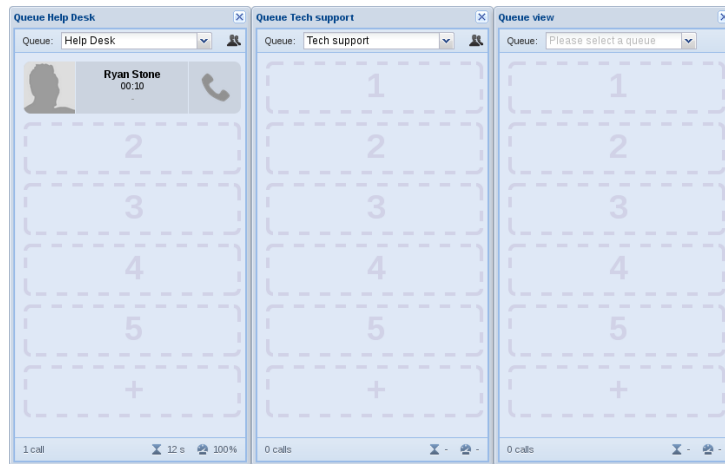 Queue Help Desk
Queue: Help Desk
Ryan Stone
00:10
-
2
3
4
5
+
1 call 12 s 100%
Queue Tech support
Queue: Tech support
1
2
3
4
5
+
0 calls - -
Queue view
Queue: Please select a queue
1
2
3
4
5
+
0 calls - -